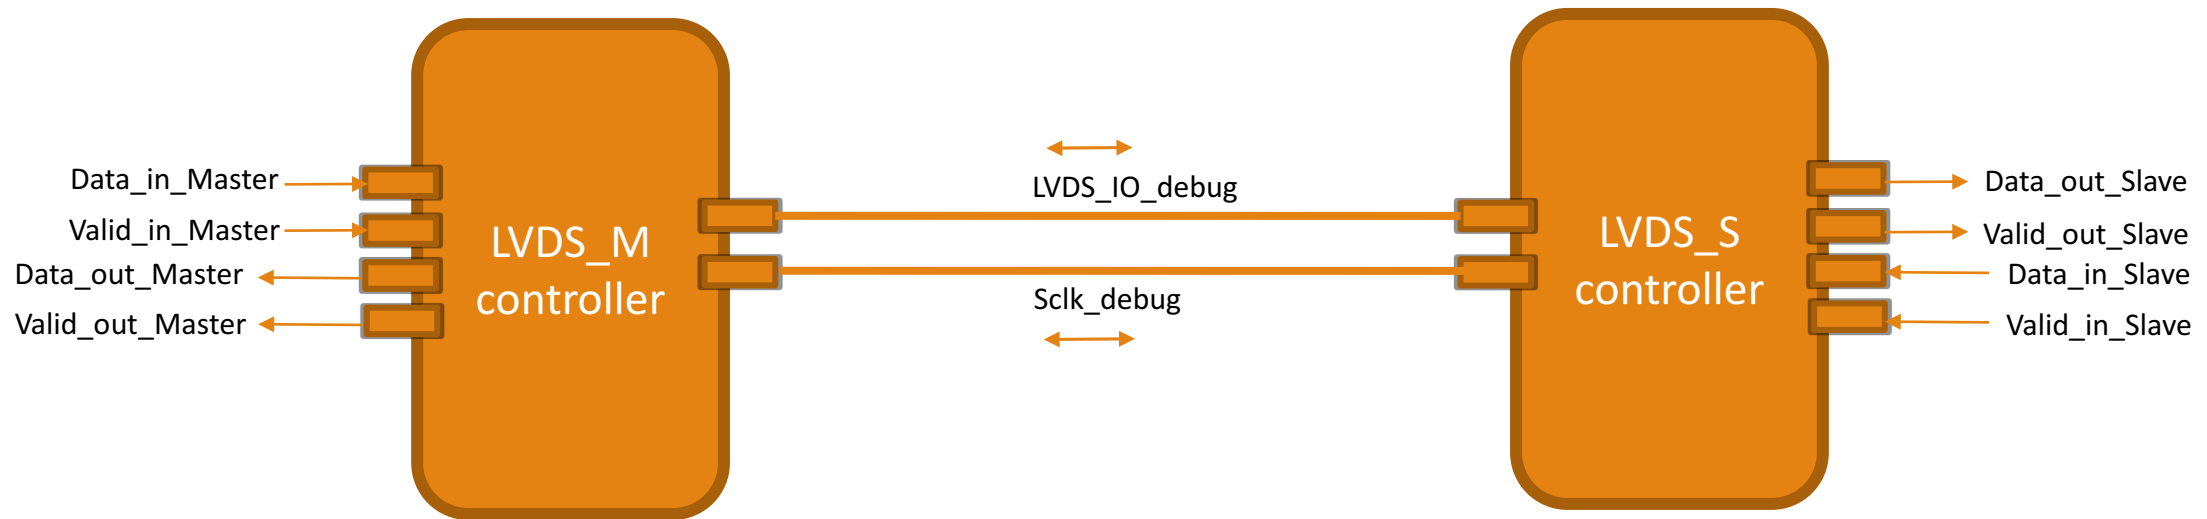 Data_in_Master
Valid_in_Master
Data_out_Master
Valid_out_Master
LVDS_M
controller
LVDS_IO_debug
Sclk_debug
LVDS_S
controller
Data_out_Slave
Valid_out_Slave
Data_in_Slave
Valid_in_Slave